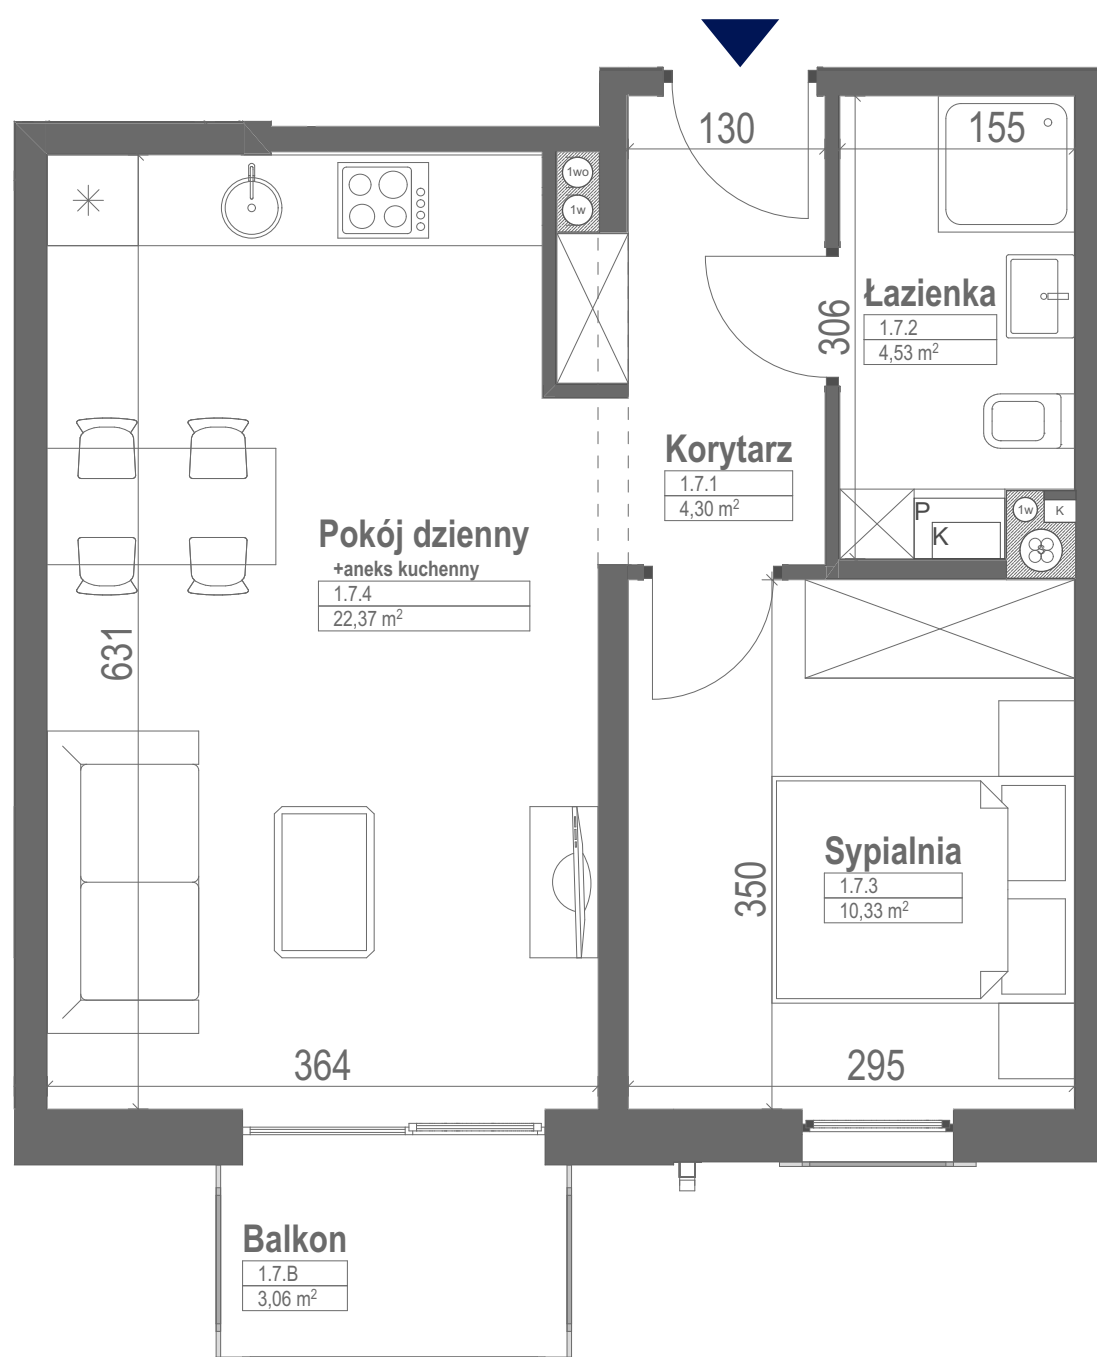 130
155
1wo
1w
306
Łazienka
1.7.2
4,53 m²
Korytarz
1.7.1
4,30 m²
P
K
1w
K
Pokój dzienny
+aneks kuchenny
1.7.4
22,37 m²
631
350
Sypialnia
1.7.3
10,33 m²
364
295
Balkon
1.7.B
3,06 m²